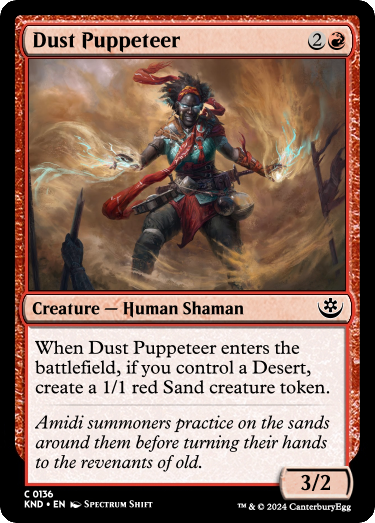 Dust Puppeteer 2
Creature — Human Shaman
When Dust Puppeteer enters the
battlefield, if you control a Desert,
create a 1/1 red Sand creature token.
Amidi summoners practice on the sands
around them before turning their hands
to the revenants of old.
3/2
C 0136
KND • EN Spectrum Shift
™ & © 2024 CanterburyEgg